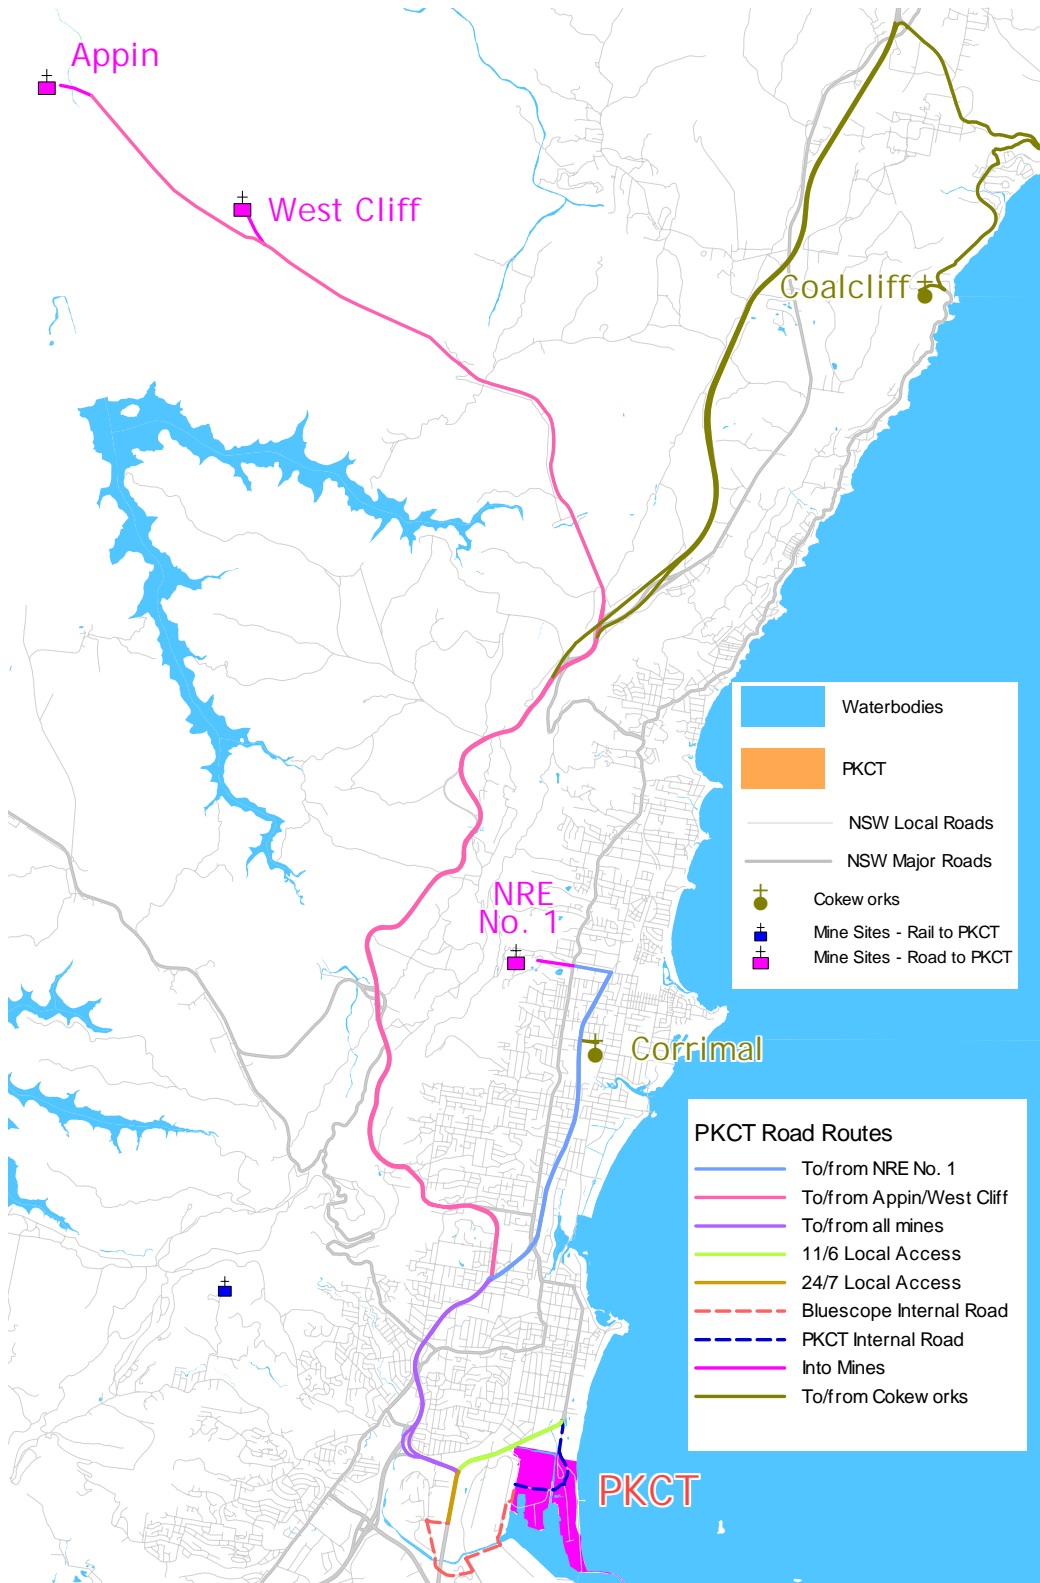 Appin
West Cliff
Coalcliff
Waterbodies
PKCT
NSW Local Roads
NSW Major Roads
Cokew orks
Mine Sites - Rail to PKCT
Mine Sites - Road to PKCT
NRE
No. 1
Corrimal
PKCT Road Routes
To/from NRE No. 1
To/from Appin/West Cliff
To/from all mines
11/6 Local Access
24/7 Local Access
Bluescope Internal Road
PKCT Internal Road
Into Mines
To/from Cokew orks
PKCT